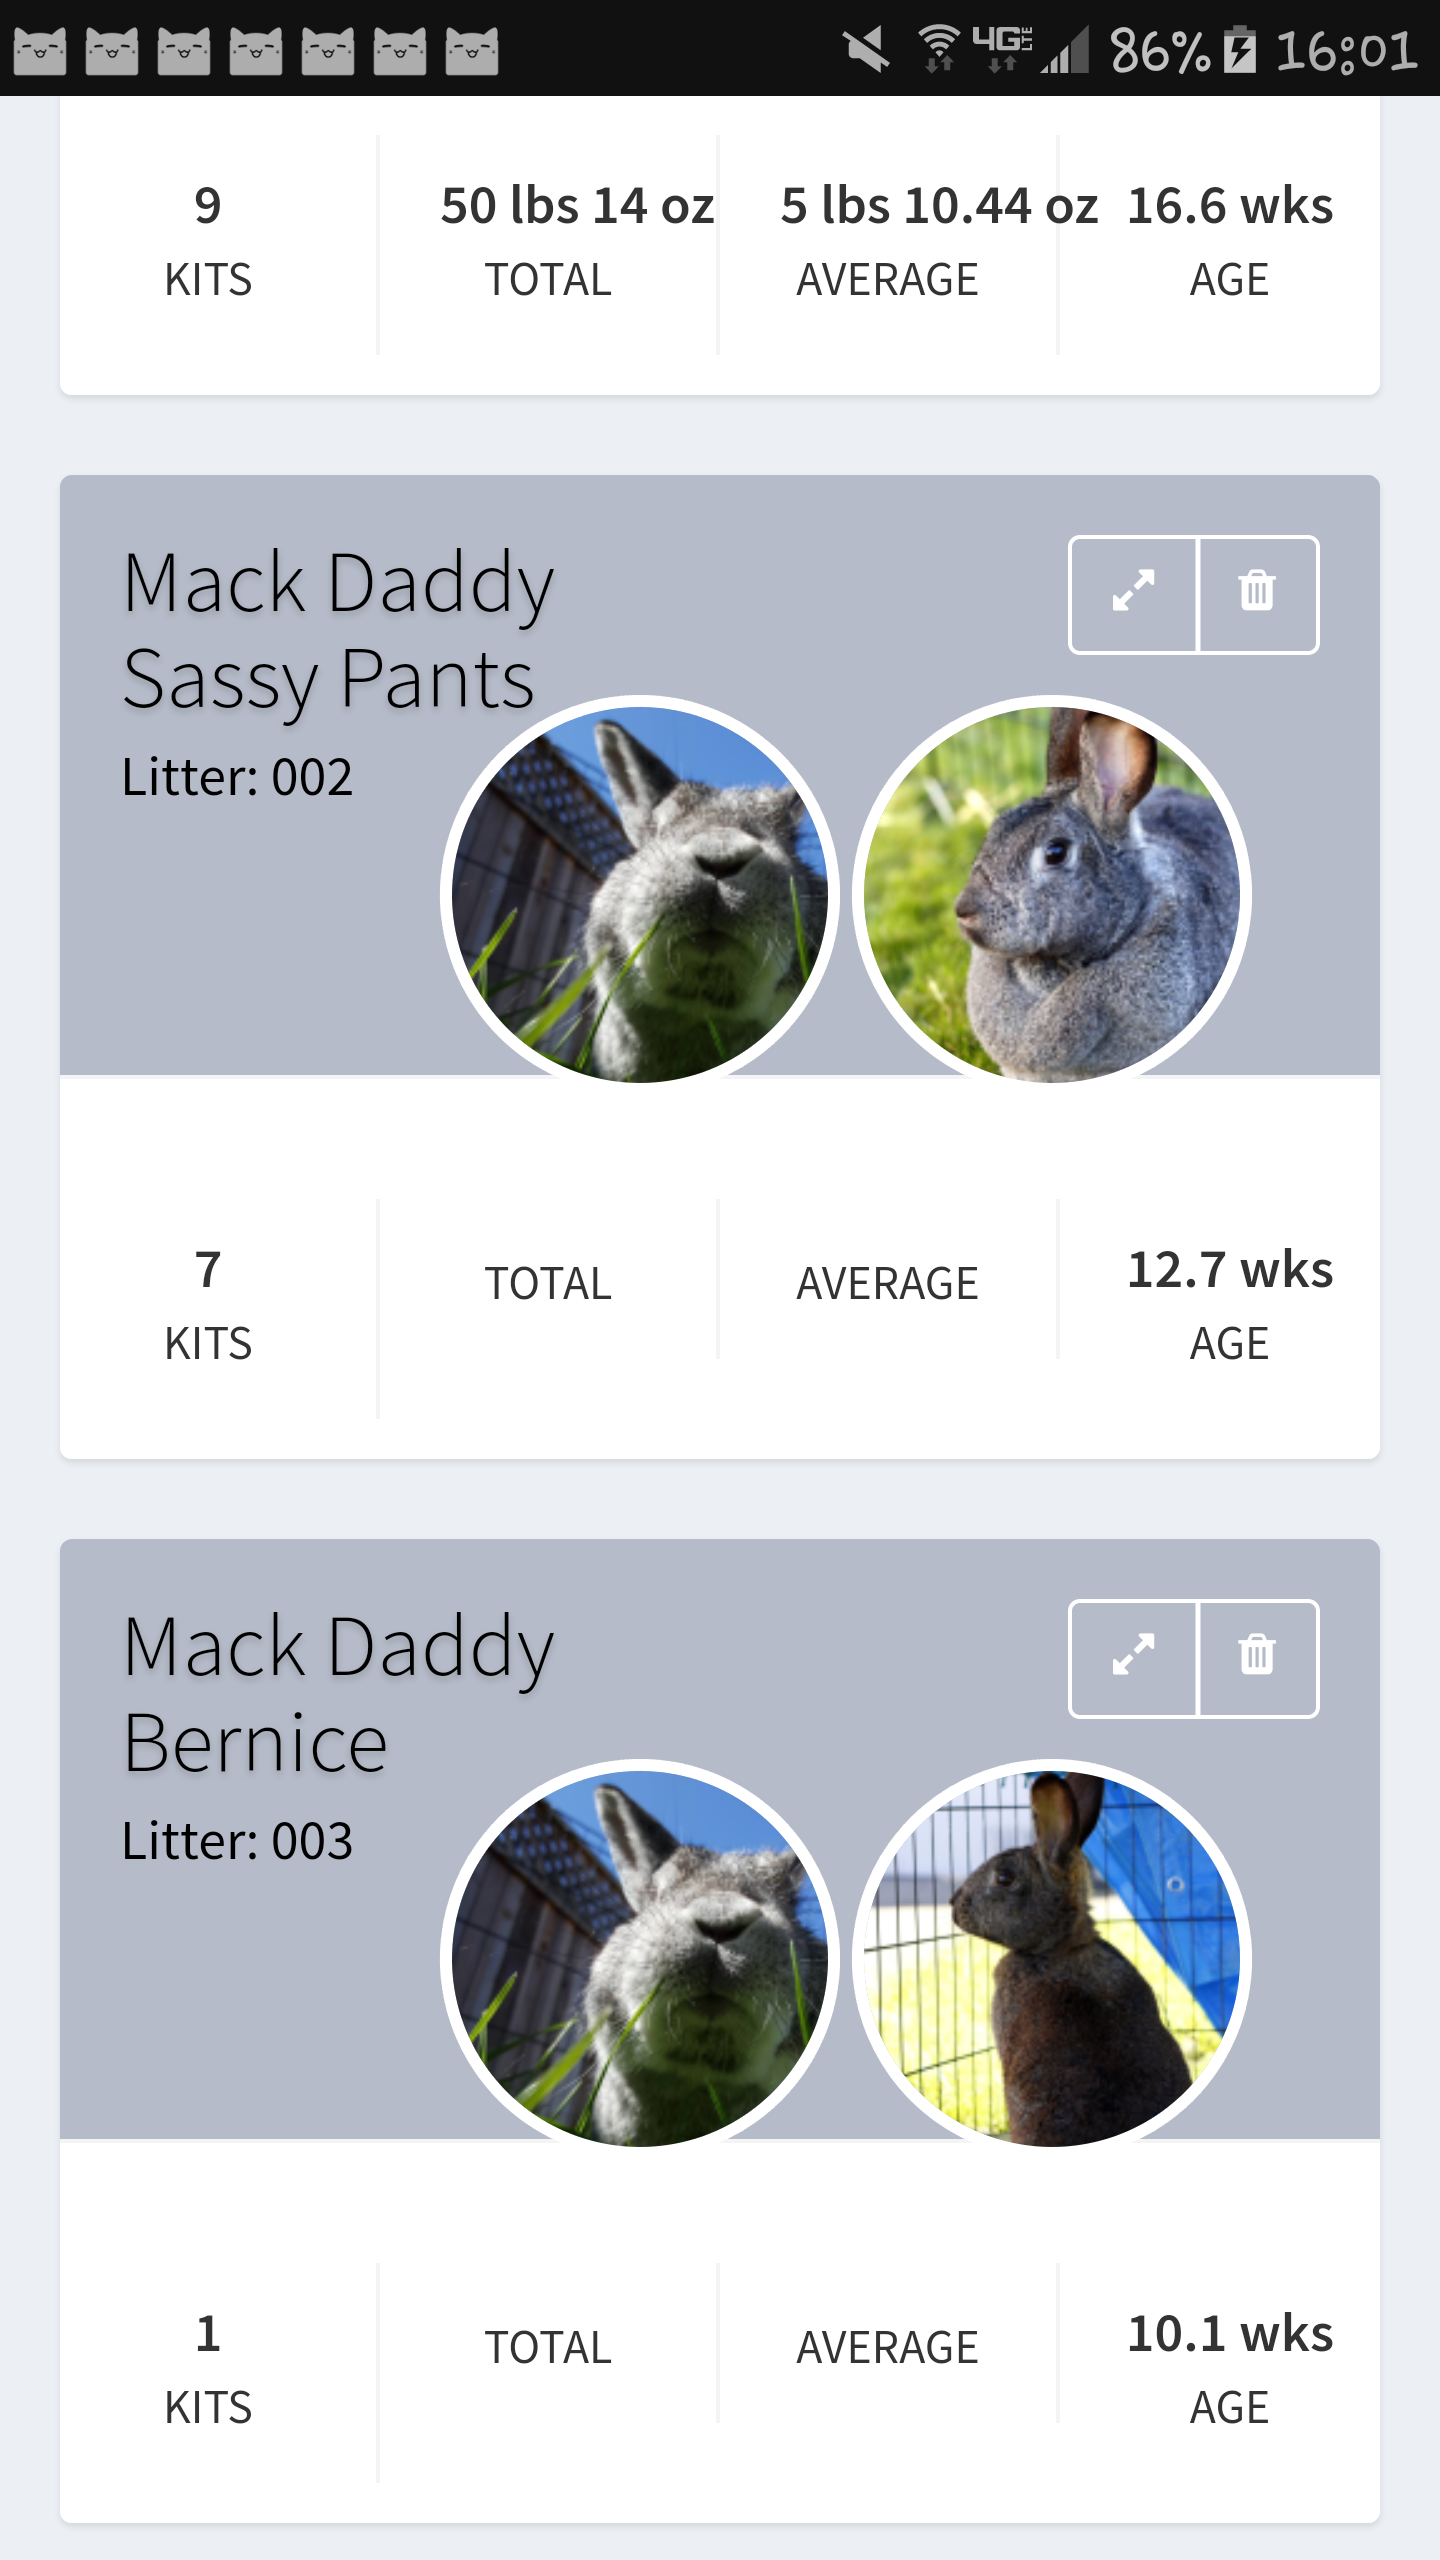 4G LTE 86% 16:01
9 50 lbs 14 oz 5 lbs 10.44 oz 16.6 wks
KITS TOTAL AVERAGE AGE
Mack Daddy
Sassy Pants
Litter: 002
7 12.7 wks
KITS TOTAL AVERAGE AGE
Mack Daddy
Bernice
Litter: 003
1 10.1 wks
KITS TOTAL AVERAGE AGE